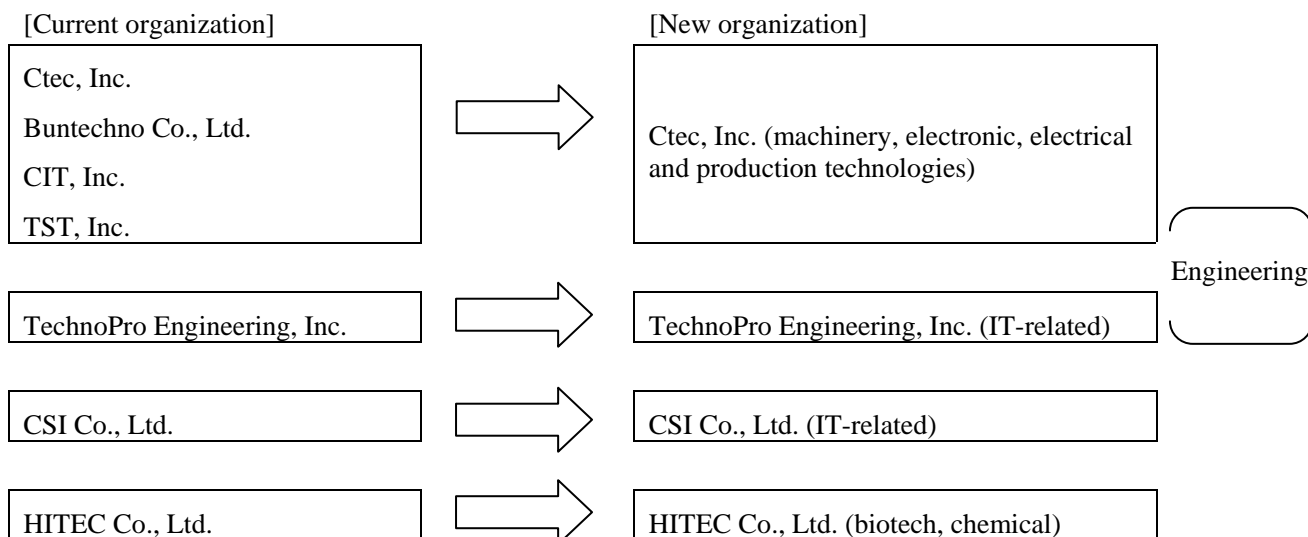 [Current organization]
[New organization]
Ctec, Inc.
Buntechno Co., Ltd.
CIT, Inc.
TST, Inc.
Ctec, Inc. (machinery, electronic, electrical
and production technologies)
Engineering
TechnoPro Engineering, Inc.
TechnoPro Engineering, Inc. (IT-related)
CSI Co., Ltd.
CSI Co., Ltd. (IT-related)
HITEC Co., Ltd.
HITEC Co., Ltd. (biotech, chemical)